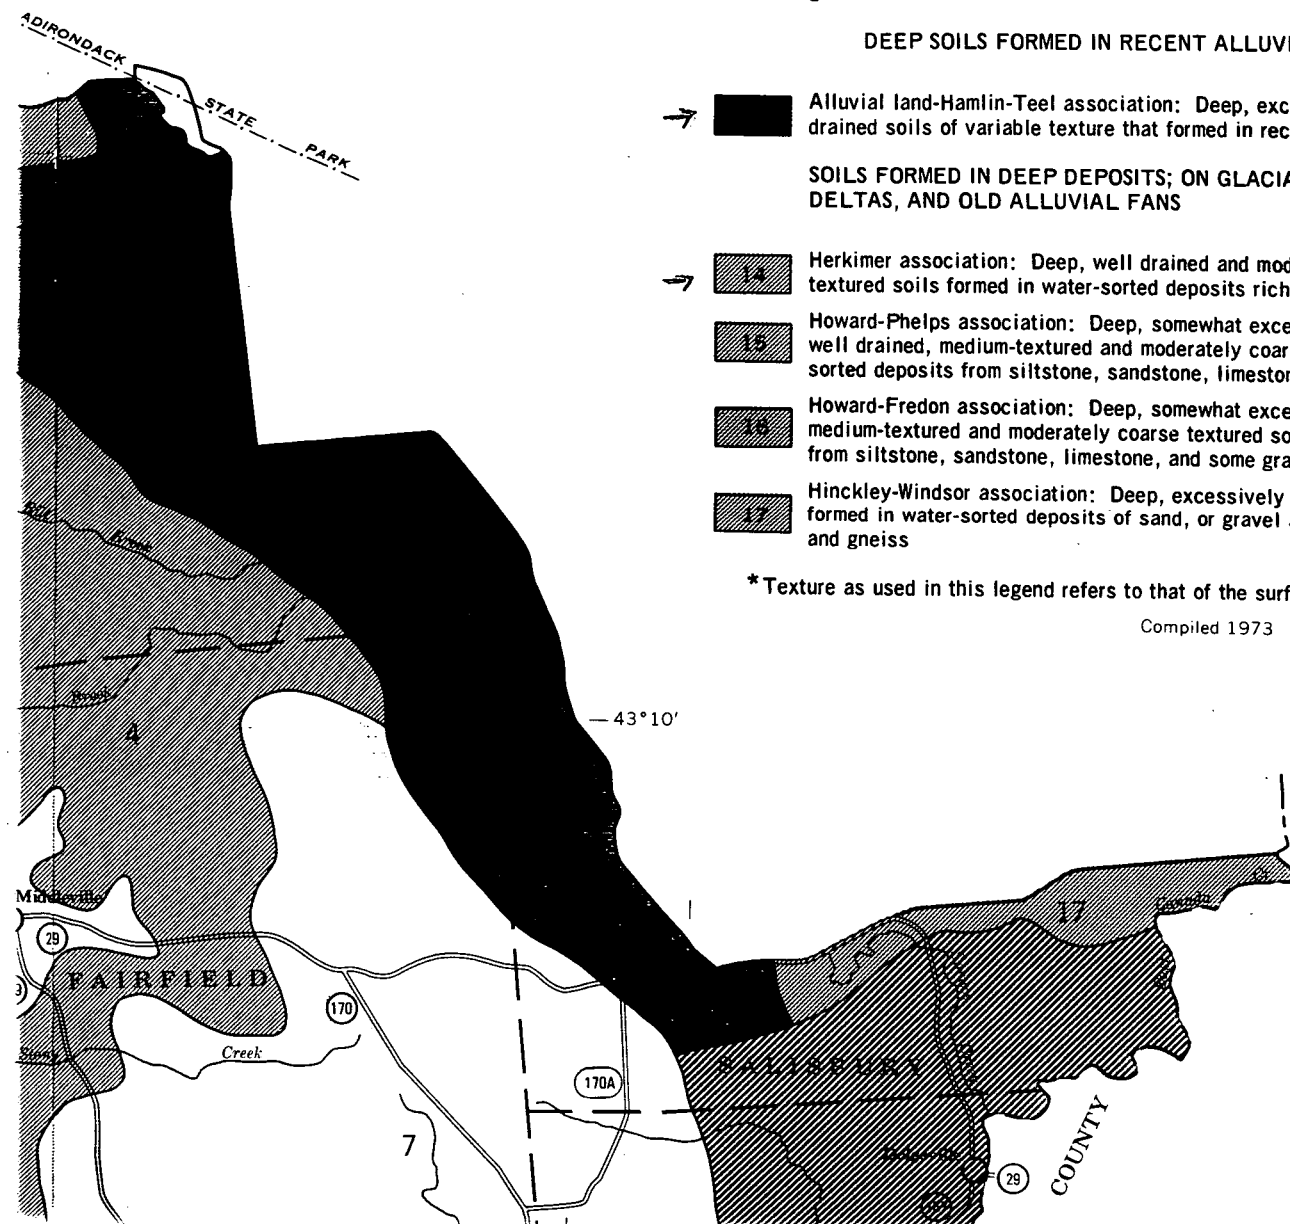 ADIRONDACK STATE PARK
DEEP SOILS FORMED IN RECENT ALLUVI
Alluvial land-Hamlin-Teel association: Deep, exc
drained soils of variable texture that formed in rec
SOILS FORMED IN DEEP DEPOSITS; ON GLACIA
DELTAS, AND OLD ALLUVIAL FANS
14
Herkimer association: Deep, well drained and mod
textured soils formed in water-sorted deposits rich
15
Howard-Phelps association: Deep, somewhat exce
well drained, medium-textured and moderately coar
sorted deposits from siltstone, sandstone, limeston
16
Howard-Fredon association: Deep, somewhat exce
medium-textured and moderately coarse textured so
from siltstone, sandstone, limestone, and some gra
17
Hinckley-Windsor association: Deep, excessively
formed in water-sorted deposits of sand, or gravel
and gneiss
*Texture as used in this legend refers to that of the surf
Compiled 1973
Brook
Brook
4
43°10'
Middleville
29
17
FAIRFIELD
170
Stony Creek
170A
SALISBURY
7
Dolgeville
29
COUNTY